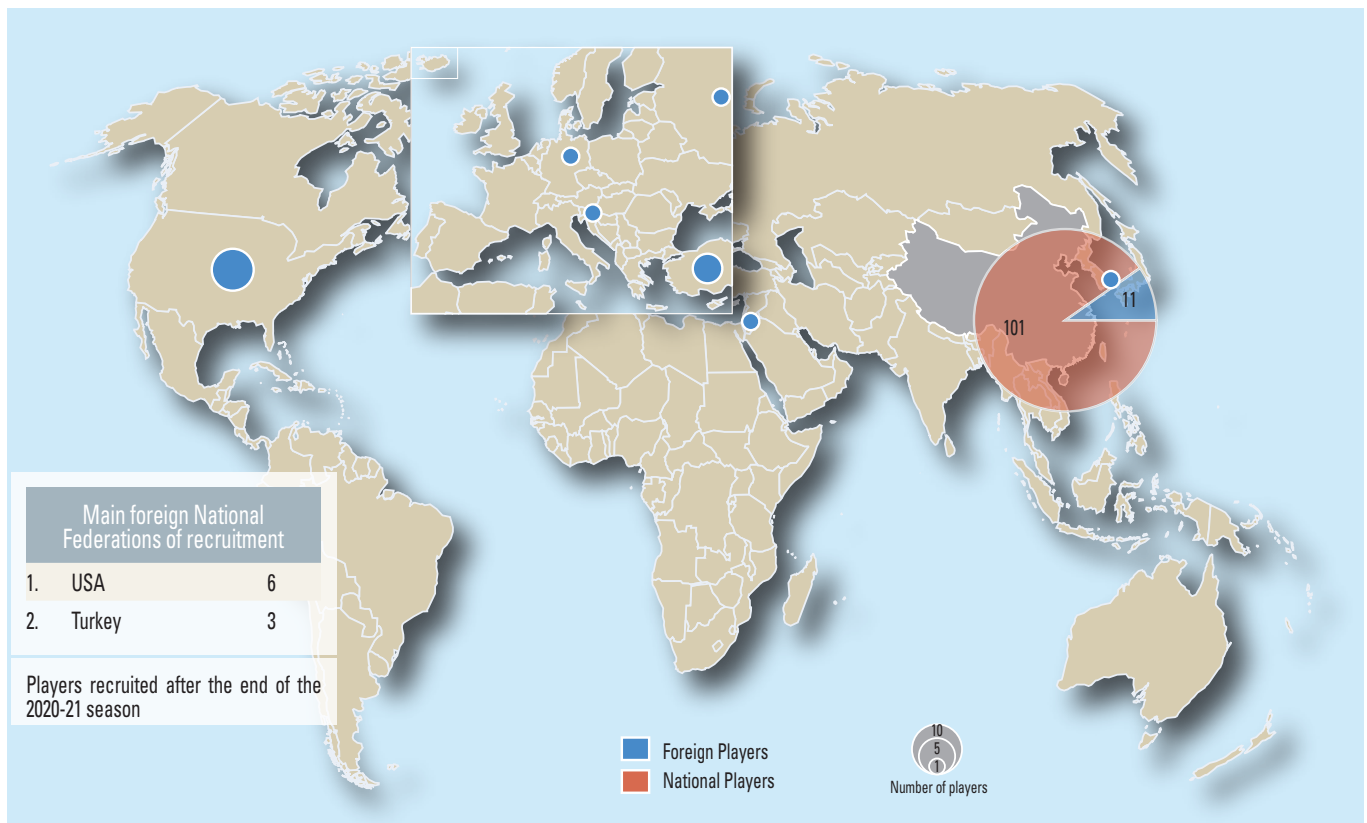 101
11
Main foreign National
Federations of recruitment
1. USA 6
2. Turkey 3
Players recruited after the end of the
2020-21 season
Foreign Players
National Players
10
5
1
Number of players